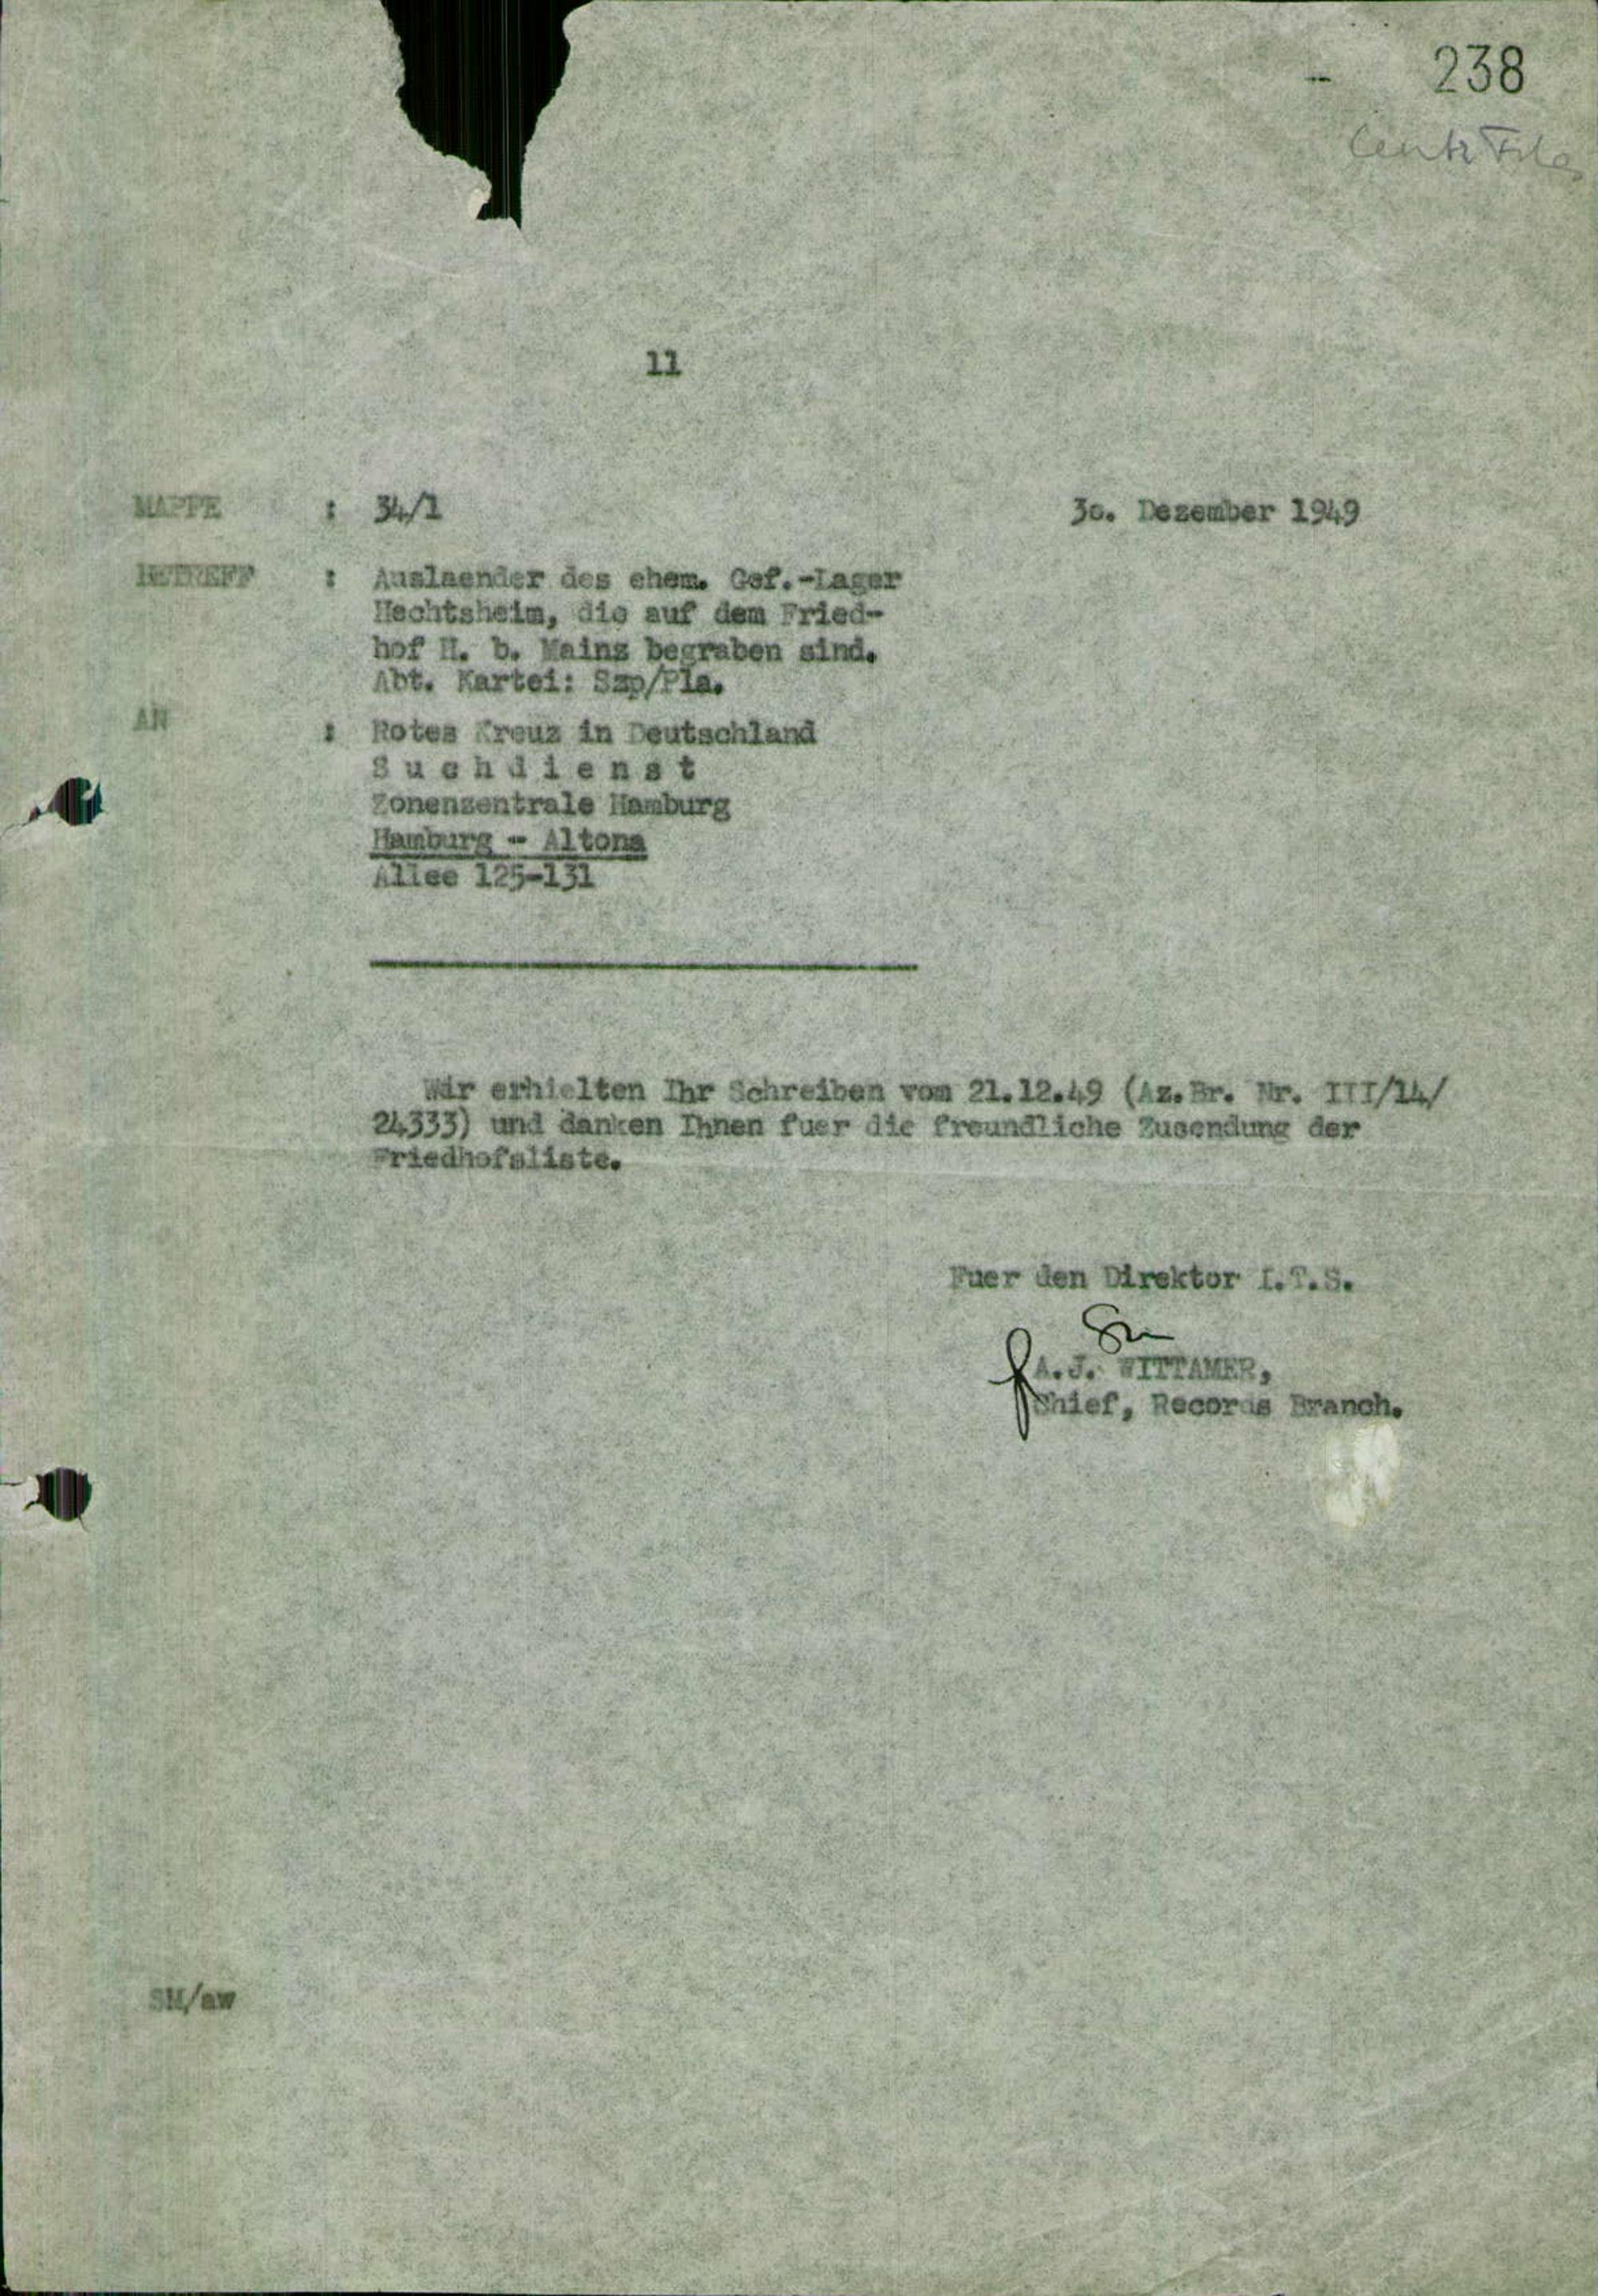 238
11
MAPPE : 34/1 30. Dezember 1949
BETREFF : Auslaender des ehem. Gef.-Lager
Hechtsheim, die auf dem Fried-
hof H. b. Mainz begraben sind.
Abt. Kartei: Szp/Pla.
AN : Rotes Kreuz in Deutschland
S u c h d i e n s t
Zonenzentrale Hamburg
Hamburg - Altona
Allee 125-131
Wir erhielten Ihr Schreiben vom 21.12.49 (Az.Br. Nr. III/14/
24333) und danken Ihnen fuer die freundliche Zusendung der
Friedhofsliste.
Fuer den Direktor I.T.S.
A.J. WITTAMER,
Chief, Records Branch.
SM/aw